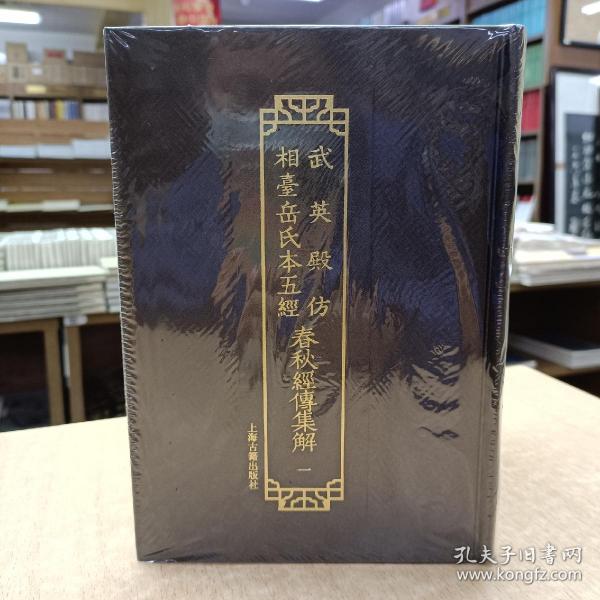 武英殿仿
相臺岳氏本五經
春秋經傳集解 一
上海古籍出版社
孔夫子旧书网
www.kongfz.com